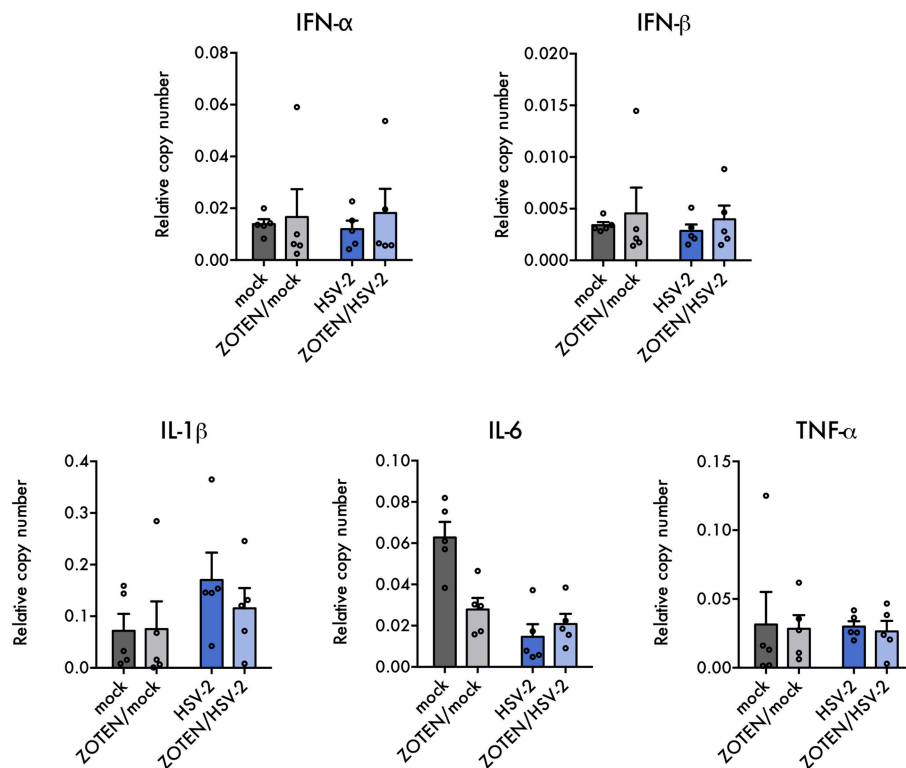 IFN-α
Relative copy number
0.08
0.06
0.04
0.02
0.00
mock
ZOTEN/mock
HSV-2
ZOTEN/HSV-2
IFN-β
Relative copy number
0.020
0.015
0.010
0.005
0.000
mock
ZOTEN/mock
HSV-2
ZOTEN/HSV-2
IL-1β
Relative copy number
0.4
0.3
0.2
0.1
0.0
mock
ZOTEN/mock
HSV-2
ZOTEN/HSV-2
IL-6
Relative copy number
0.10
0.08
0.06
0.04
0.02
0.00
mock
ZOTEN/mock
HSV-2
ZOTEN/HSV-2
TNF-α
Relative copy number
0.15
0.10
0.05
0.00
mock
ZOTEN/mock
HSV-2
ZOTEN/HSV-2